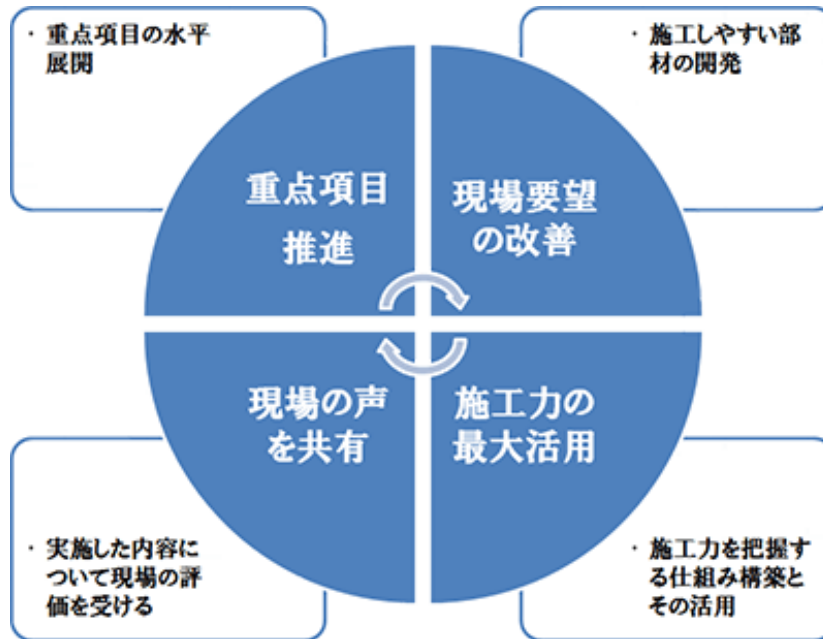 ・重点項目の水平
展開
・施工しやすい部
材の開発
重点項目
推進
現場要望
の改善
現場の声
を共有
施工力の
最大活用
・実施した内容に
ついて現場の評
価を受ける
・施工力を把握す
る仕組み構築と
その活用